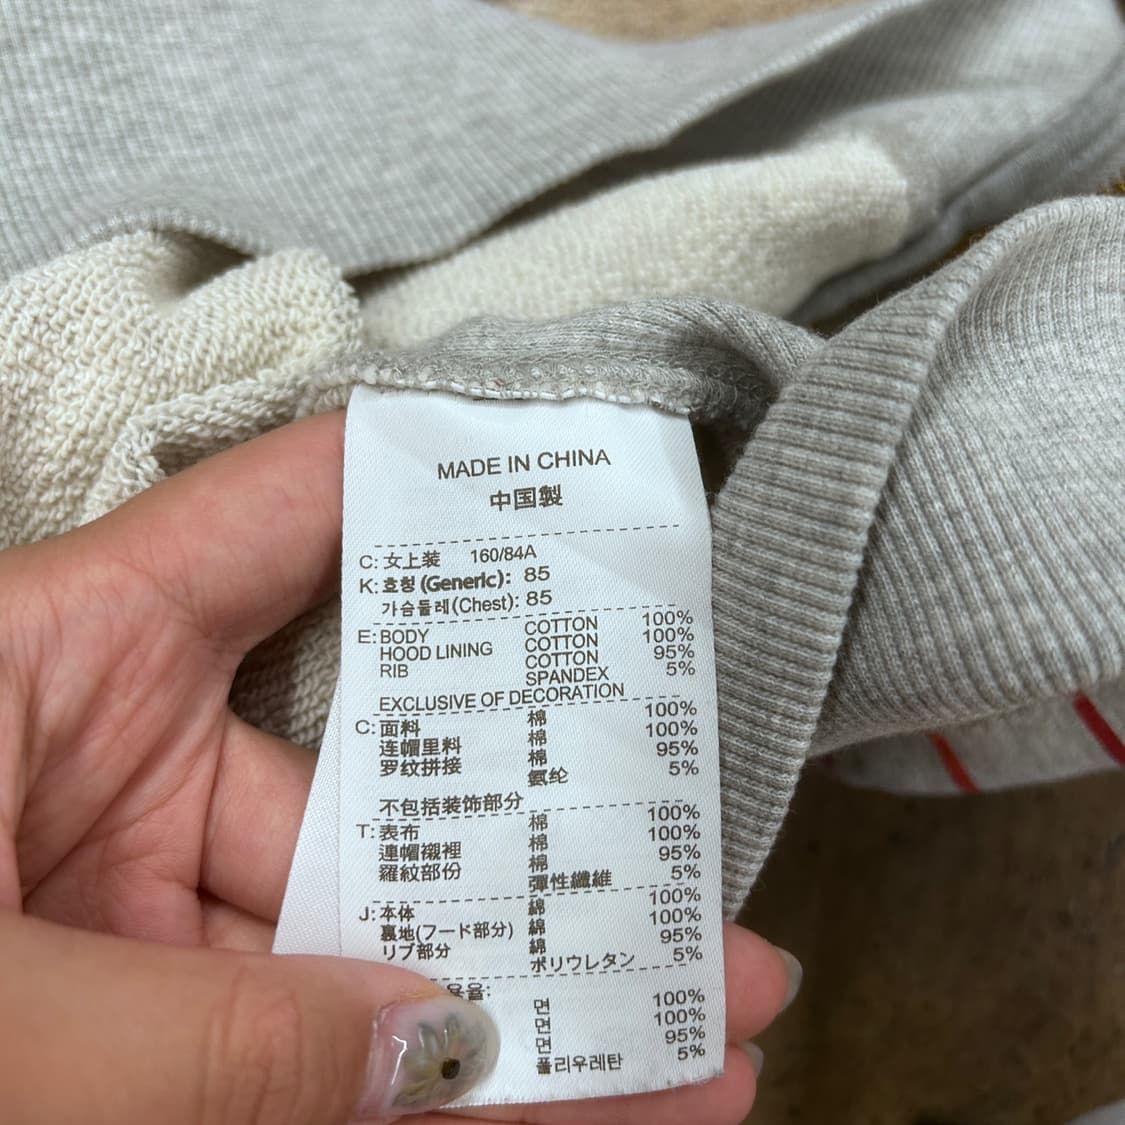 MADE IN CHINA
中国製
C: 女上装 160/84A
K: 호칭 (Generic): 85
가슴둘레(Chest): 85
E: BODY COTTON 100%
HOOD LINING COTTON 100%
RIB COTTON 95%
SPANDEX 5%
EXCLUSIVE OF DECORATION
C: 面料 棉 100%
连帽里料 棉 100%
罗纹拼接 棉 95%
氨纶 5%
不包括装饰部分
T: 表布 棉 100%
連帽襯裡 棉 100%
羅紋部份 棉 95%
彈性纖維 5%
J: 本体 綿 100%
裏地(フード部分) 綿 100%
リブ部分 綿 95%
ポリウレタン 5%
용율:
면 100%
면 100%
면 95%
폴리우레탄 5%